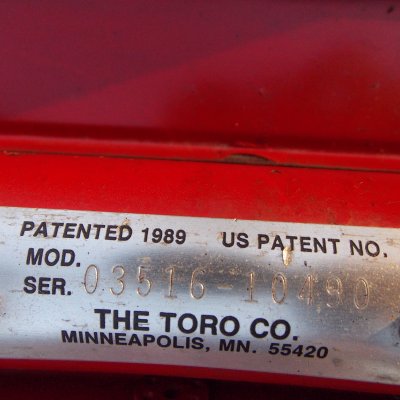 PATENTED 1989 US PATENT NO.
MOD.
SER. 03516-10490
THE TORO CO.
MINNEAPOLIS, MN. 55420